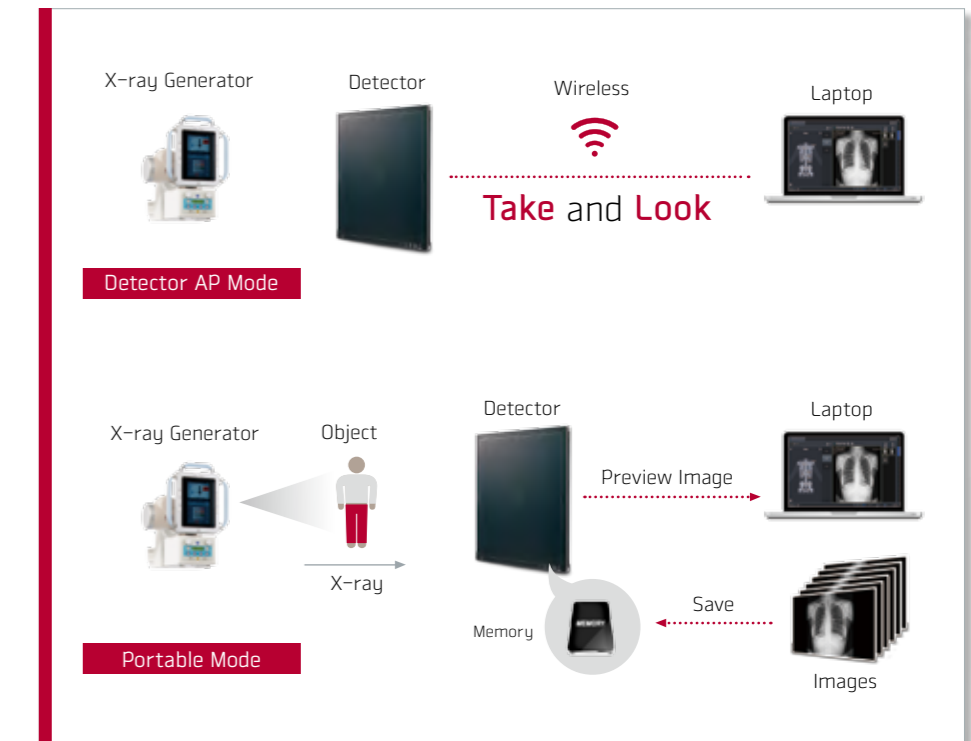 X-ray Generator
Detector
Wireless
Laptop
Take and Look
Detector AP Mode
Detector
Laptop
X-ray Generator
Object
Preview Image
X-ray
Memory
MEMORY
Save
Portable Mode
Images